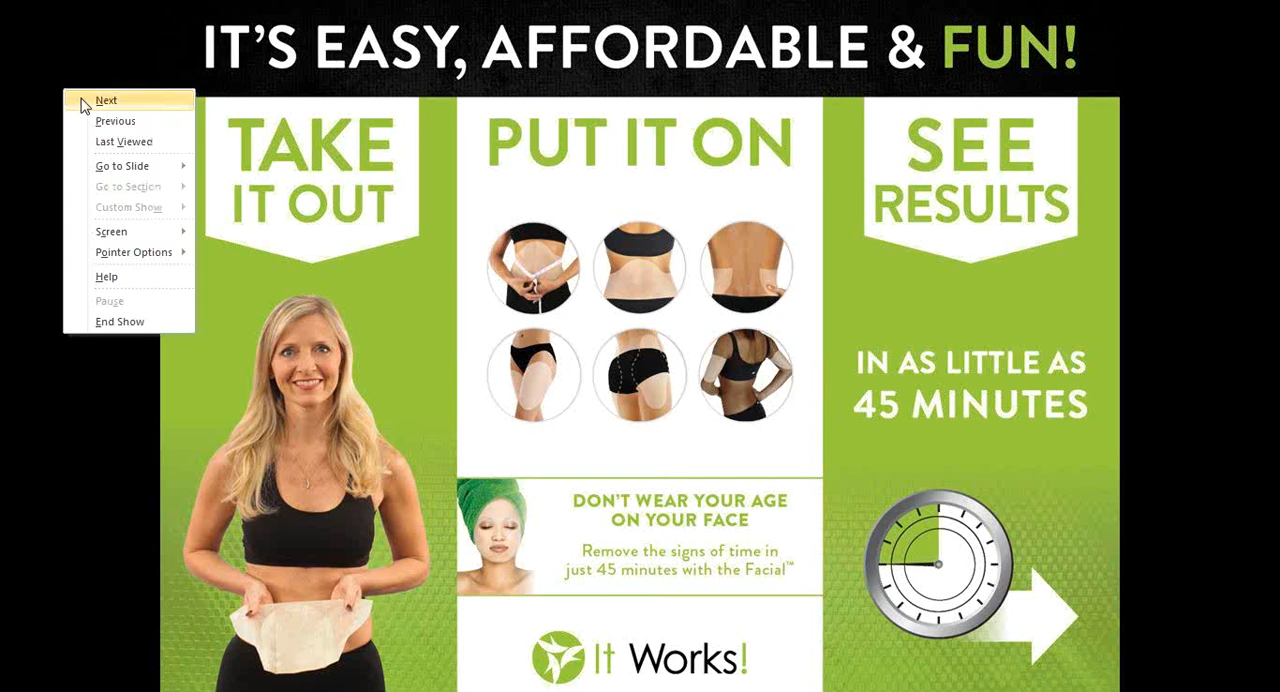 IT'S EASY, AFFORDABLE & FUN!
Next
Previous
Last Viewed
Go to Slide
Go to Section
Custom Show
Screen
Pointer Options
Help
Pause
End Show
TAKE
IT OUT
PUT IT ON
DON'T WEAR YOUR AGE
ON YOUR FACE
Remove the signs of time in
just 45 minutes with the Facial™
It Works!
SEE
RESULTS
IN AS LITTLE AS
45 MINUTES